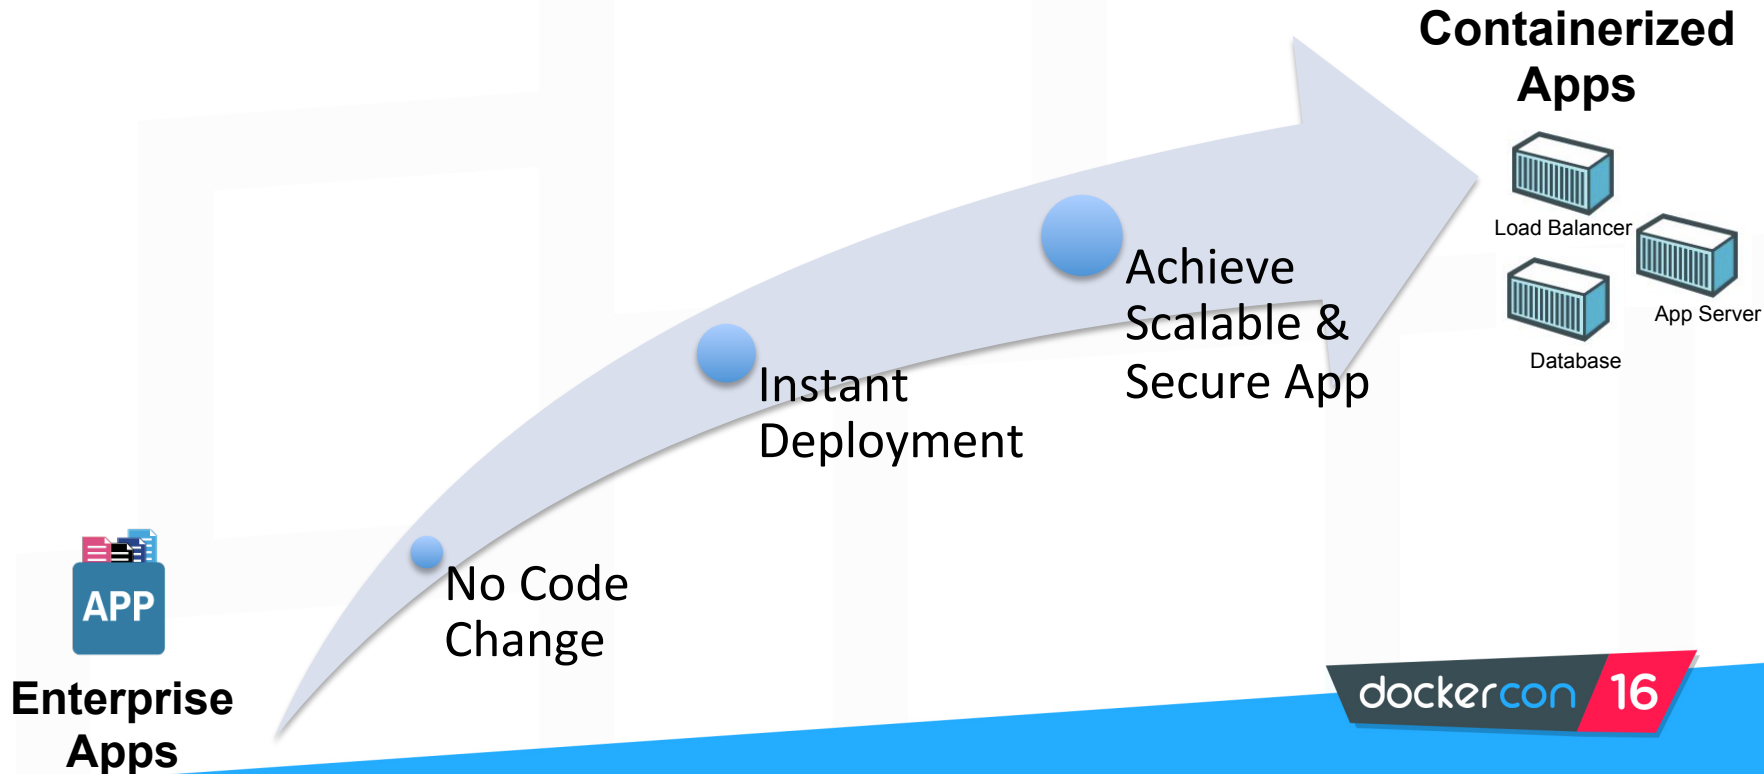 Containerized
Apps
Load Balancer
App Server
Database
Achieve
Scalable &
Secure App
Instant
Deployment
No Code
Change
APP
Enterprise
Apps
dockercon 16